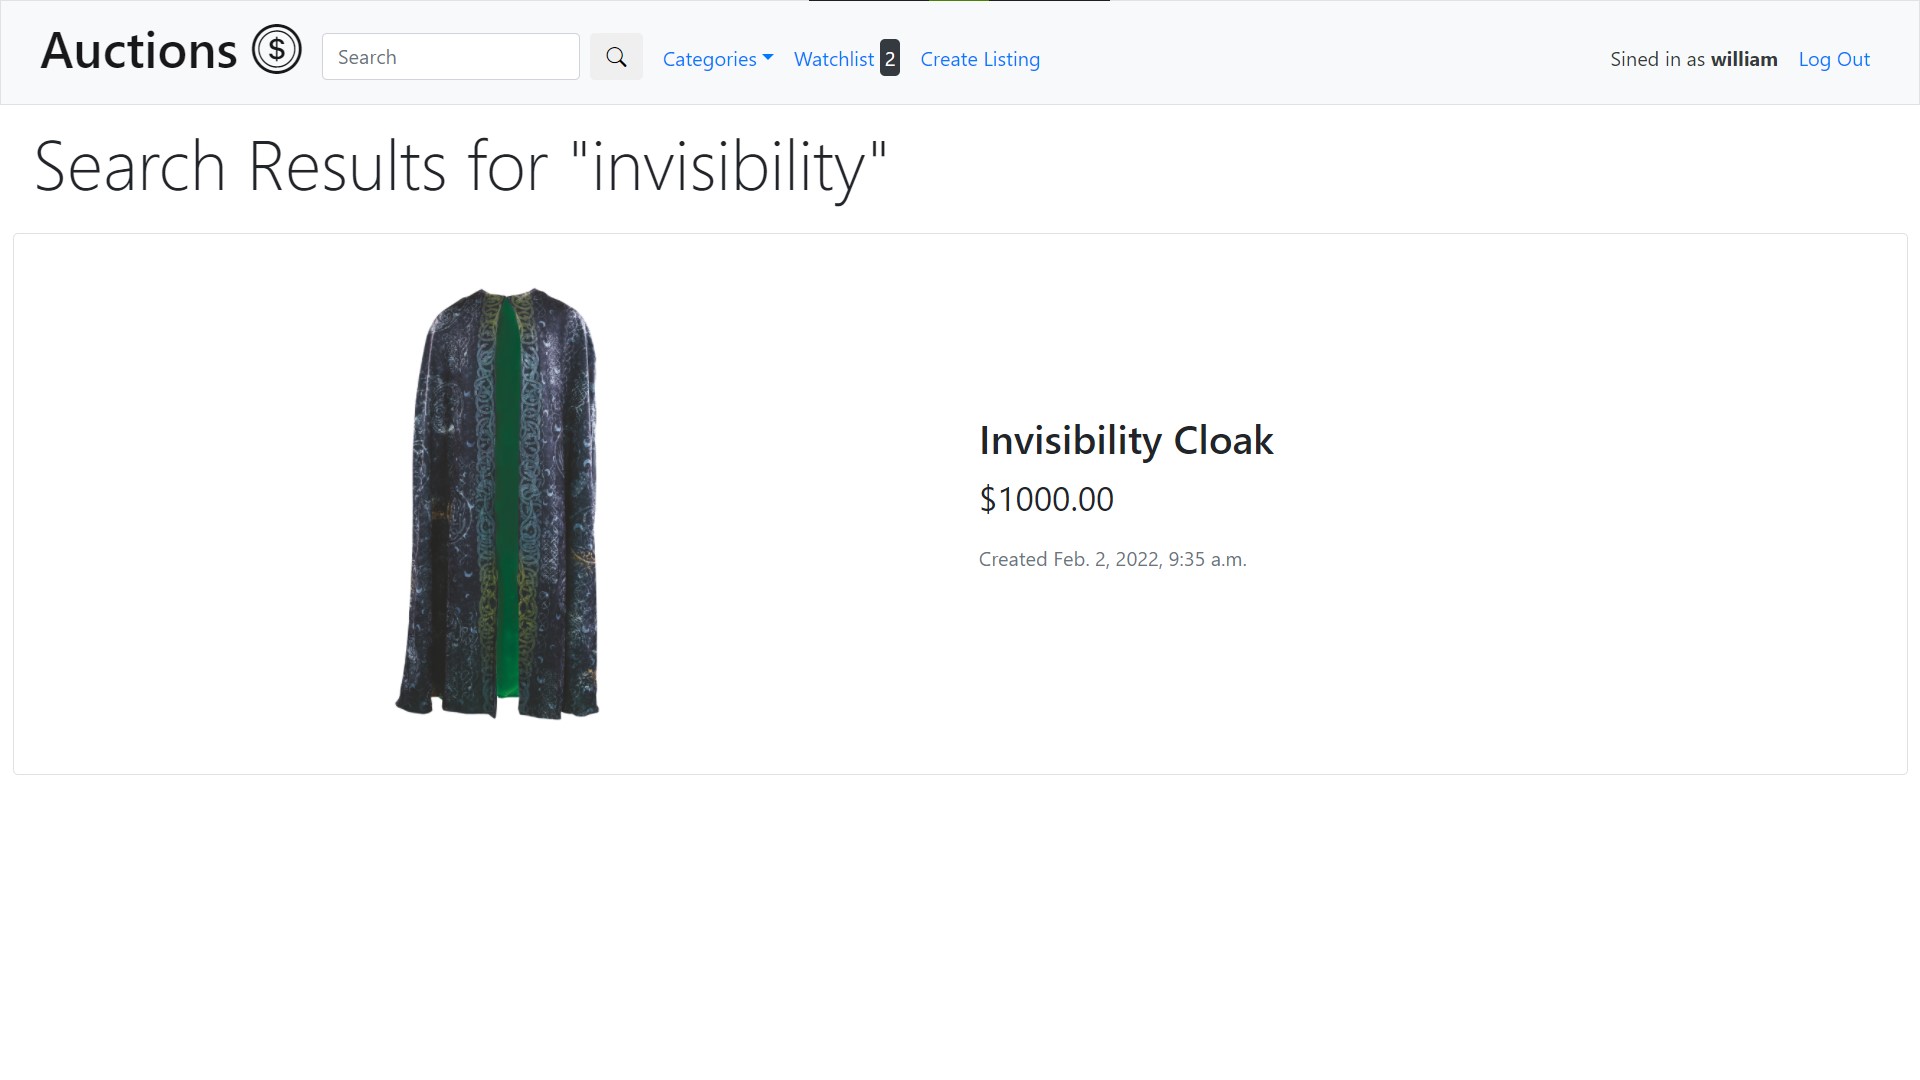 Auctions $ Search Categories Watchlist 2 Create Listing Sined in as william Log Out
Search Results for "invisibility"
Invisibility Cloak
$1000.00
Created Feb. 2, 2022, 9:35 a.m.